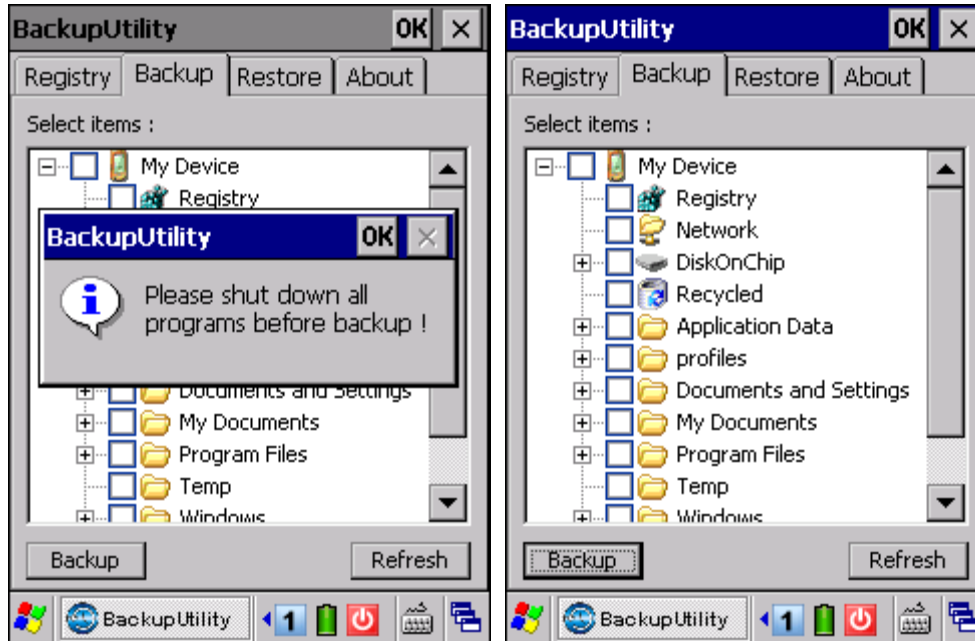 BackupUtility OK
Registry Backup Restore About
Select items :
My Device
Registry
BackupUtility OK
Please shut down all
programs before backup !
Documents and Settings
My Documents
Program Files
Temp
Windows
Backup Refresh
BackupUtility 1
BackupUtility OK
Registry Backup Restore About
Select items :
My Device
Registry
Network
DiskOnChip
Recycled
Application Data
profiles
Documents and Settings
My Documents
Program Files
Temp
Windows
Backup Refresh
BackupUtility 1